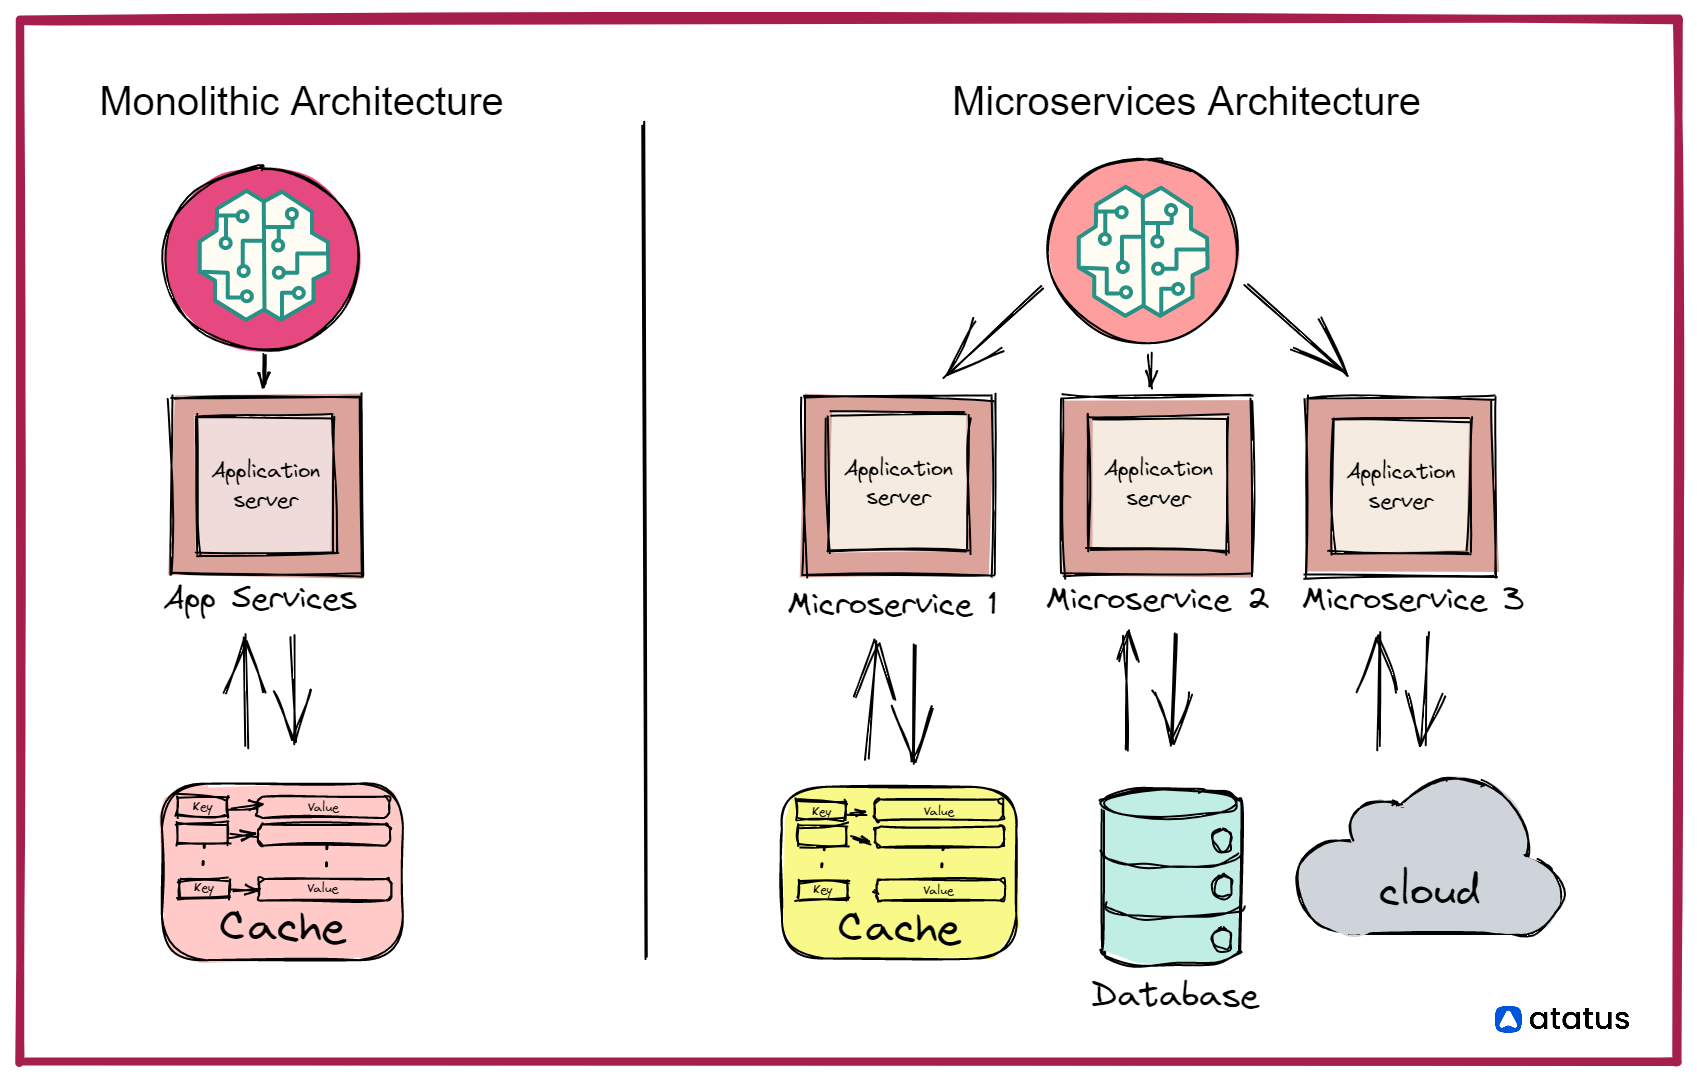 Monolithic Architecture
Microservices Architecture
Application
server
App Services
Key
Value
Key
Value
Cache
Application
server
Microservice 1
Application
server
Microservice 2
Application
server
Microservice 3
Key
Value
Key
Value
Cache
Database
cloud
atatus